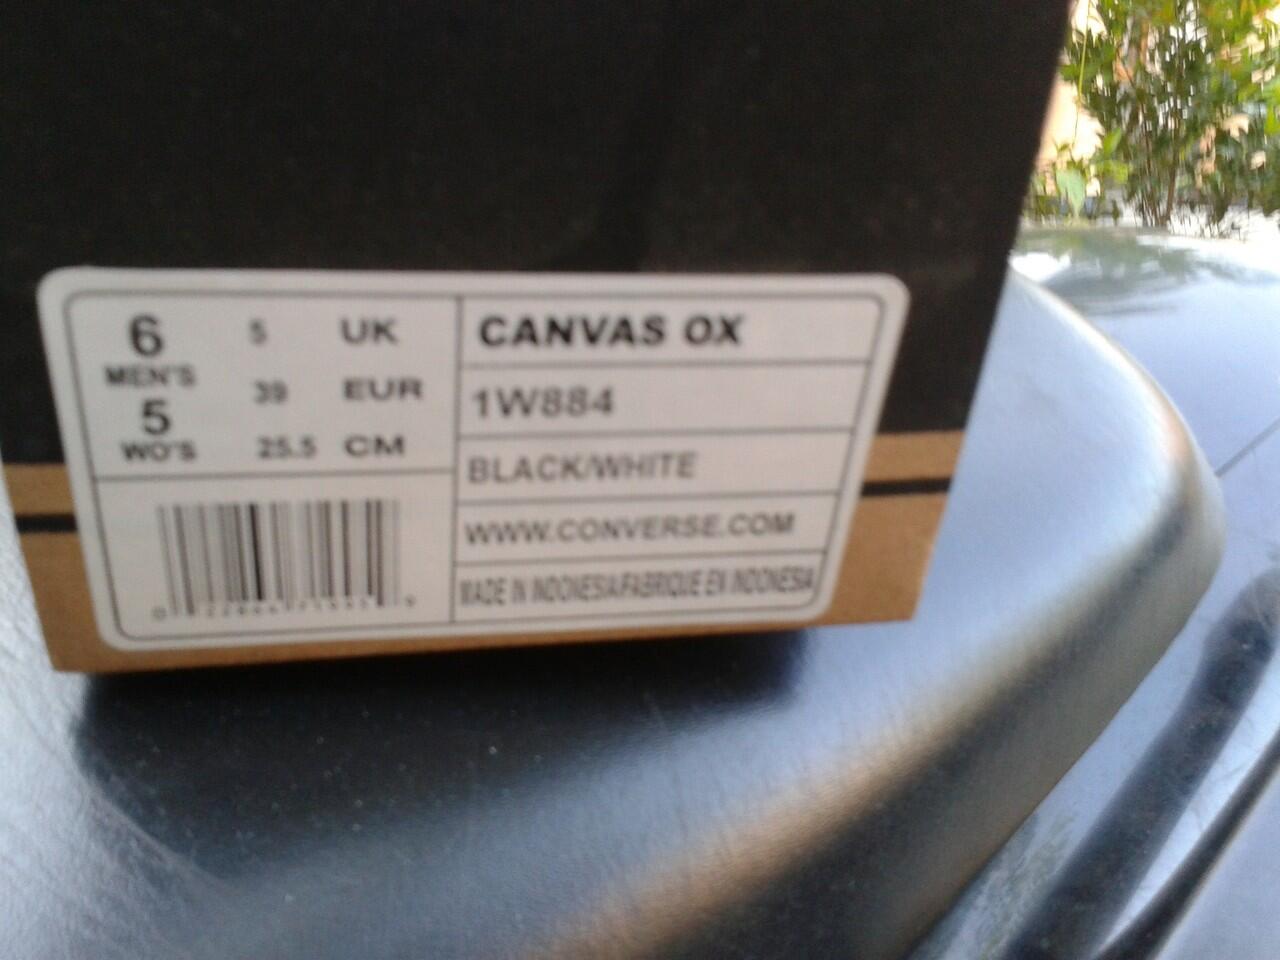 6 5 UK
MEN'S 39 EUR
5
WO'S 25.5 CM
CANVAS OX
1W884
BLACK/WHITE
WWW.CONVERSE.COM
MADE IN INDONESIA/FABRIQUE EN INDONESIA